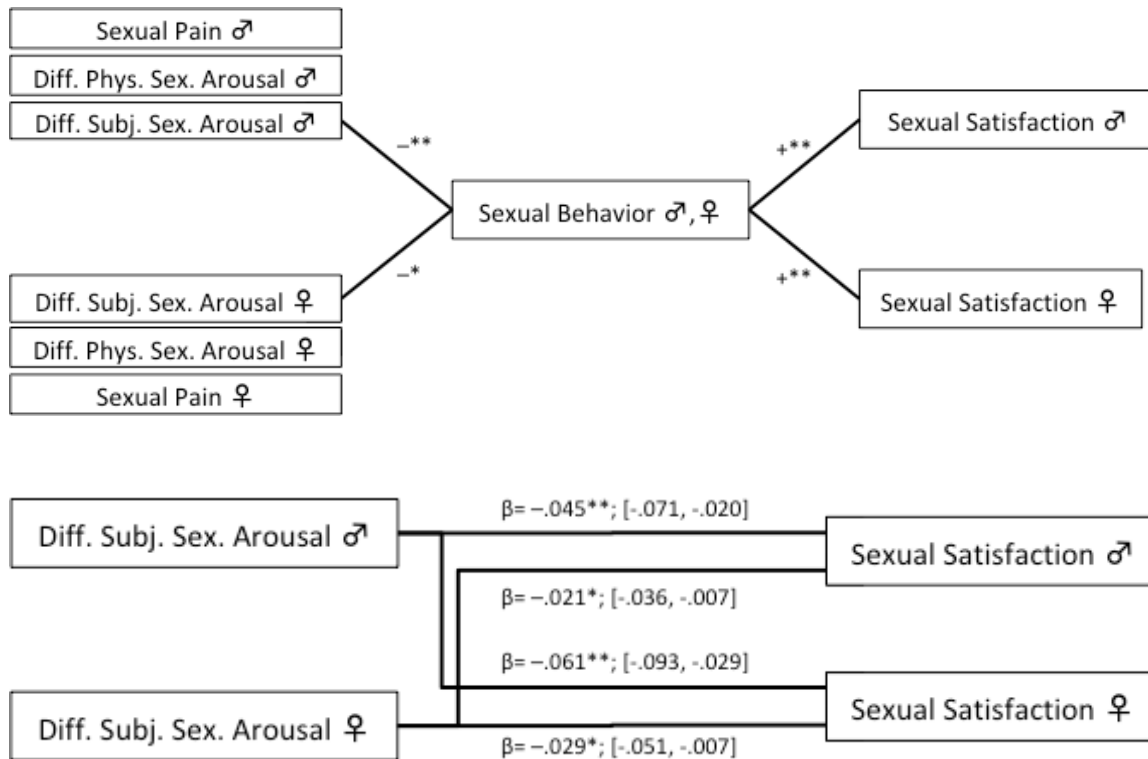 Sexual Pain ♂
Diff. Phys. Sex. Arousal ♂
Diff. Subj. Sex. Arousal ♂
–**
+**
Sexual Satisfaction ♂
Sexual Behavior ♂, ♀
–*
+**
Diff. Subj. Sex. Arousal ♀
Sexual Satisfaction ♀
Diff. Phys. Sex. Arousal ♀
Sexual Pain ♀
β= –.045**; [-.071, -.020]
Diff. Subj. Sex. Arousal ♂
Sexual Satisfaction ♂
β= –.021*; [-.036, -.007]
β= –.061**; [-.093, -.029]
Diff. Subj. Sex. Arousal ♀
Sexual Satisfaction ♀
β= –.029*; [-.051, -.007]